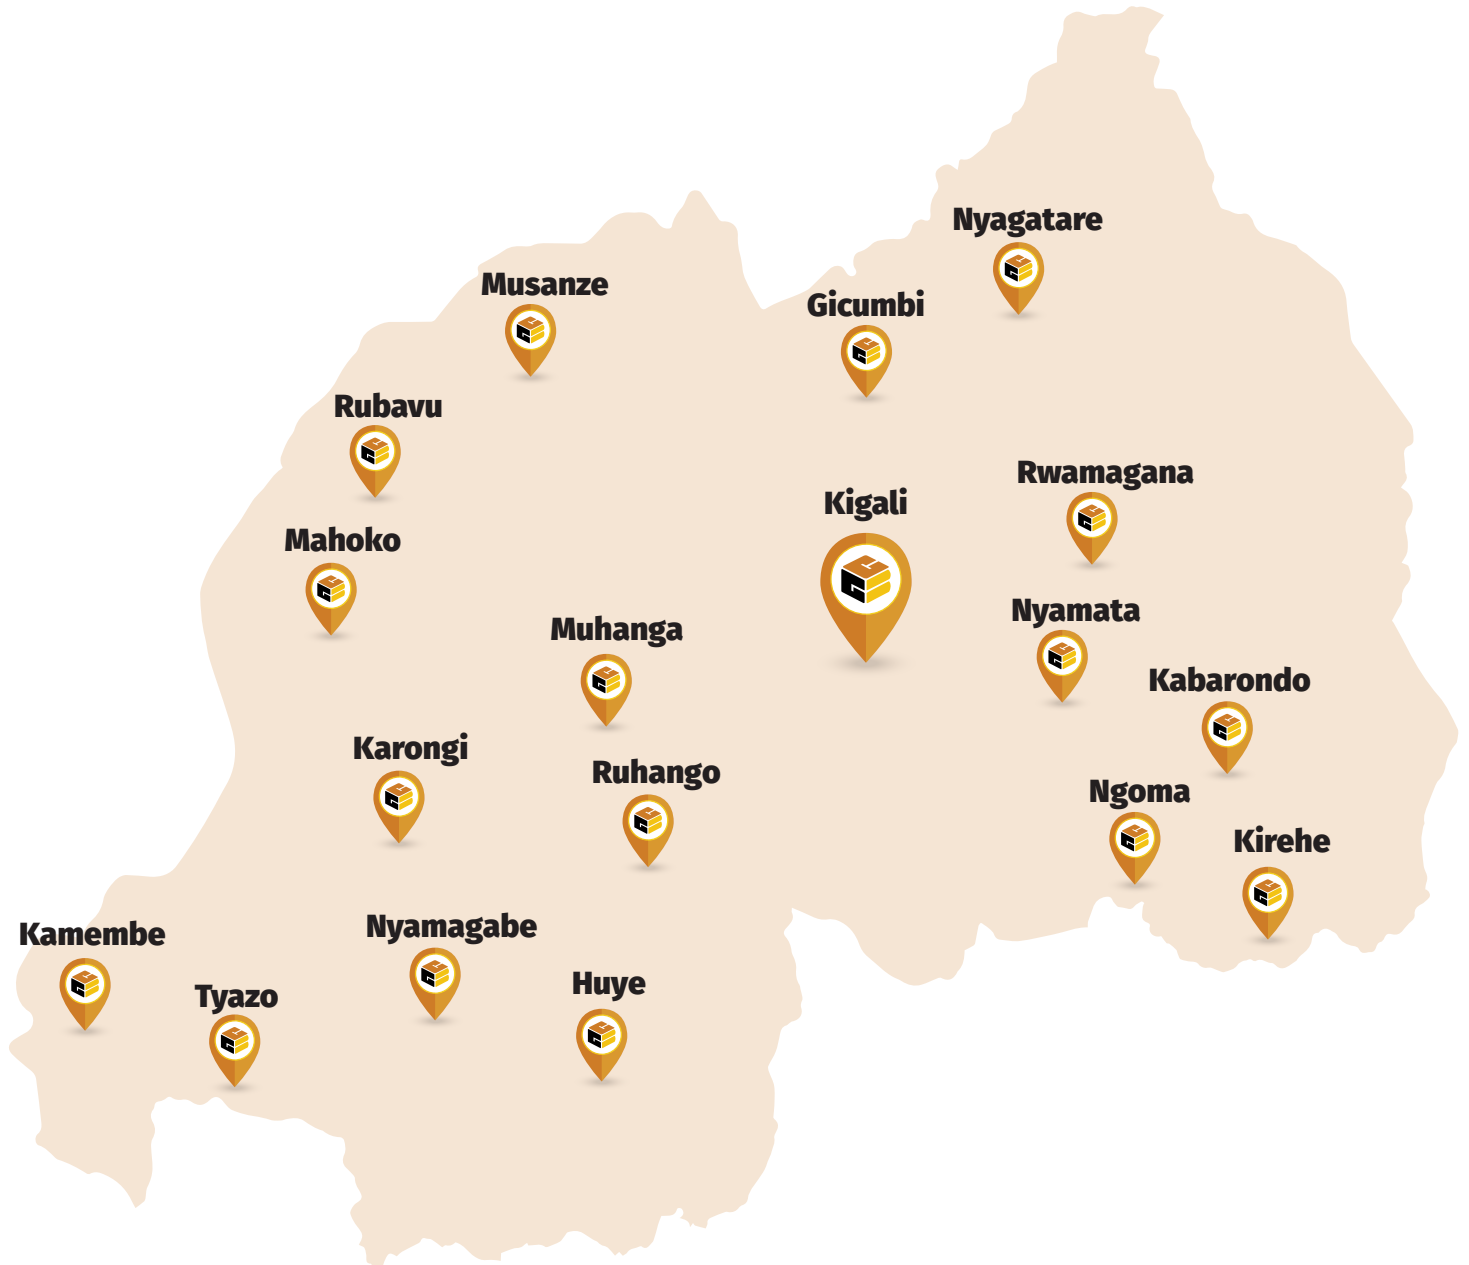 Nyagatare
Musanze
Gicumbi
Rubavu
Rwamagana
Kigali
Mahoko
Nyamata
Muhanga
Kabarondo
Karongi
Ruhango
Ngoma
Kirehe
Nyamagabe
Kamembe
Huye
Tyazo